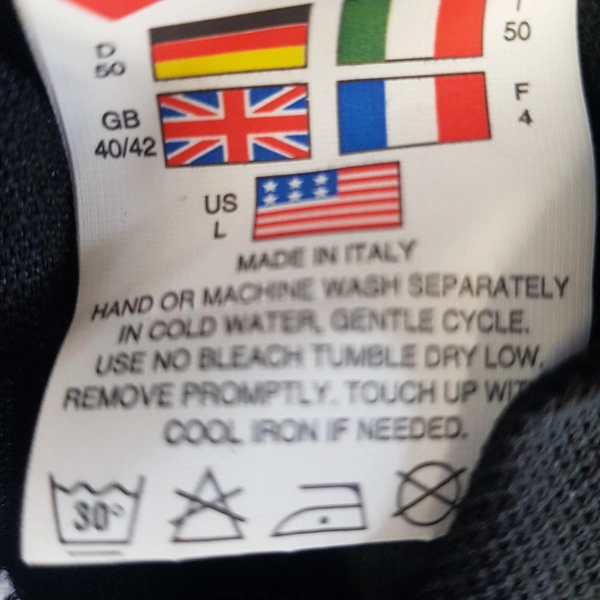 D
50
I
50
GB
40/42
F
4
US
L
MADE IN ITALY
HAND OR MACHINE WASH SEPARATELY
IN COLD WATER, GENTLE CYCLE.
USE NO BLEACH TUMBLE DRY LOW.
REMOVE PROMPTLY. TOUCH UP WIT
COOL IRON IF NEEDED.
30°